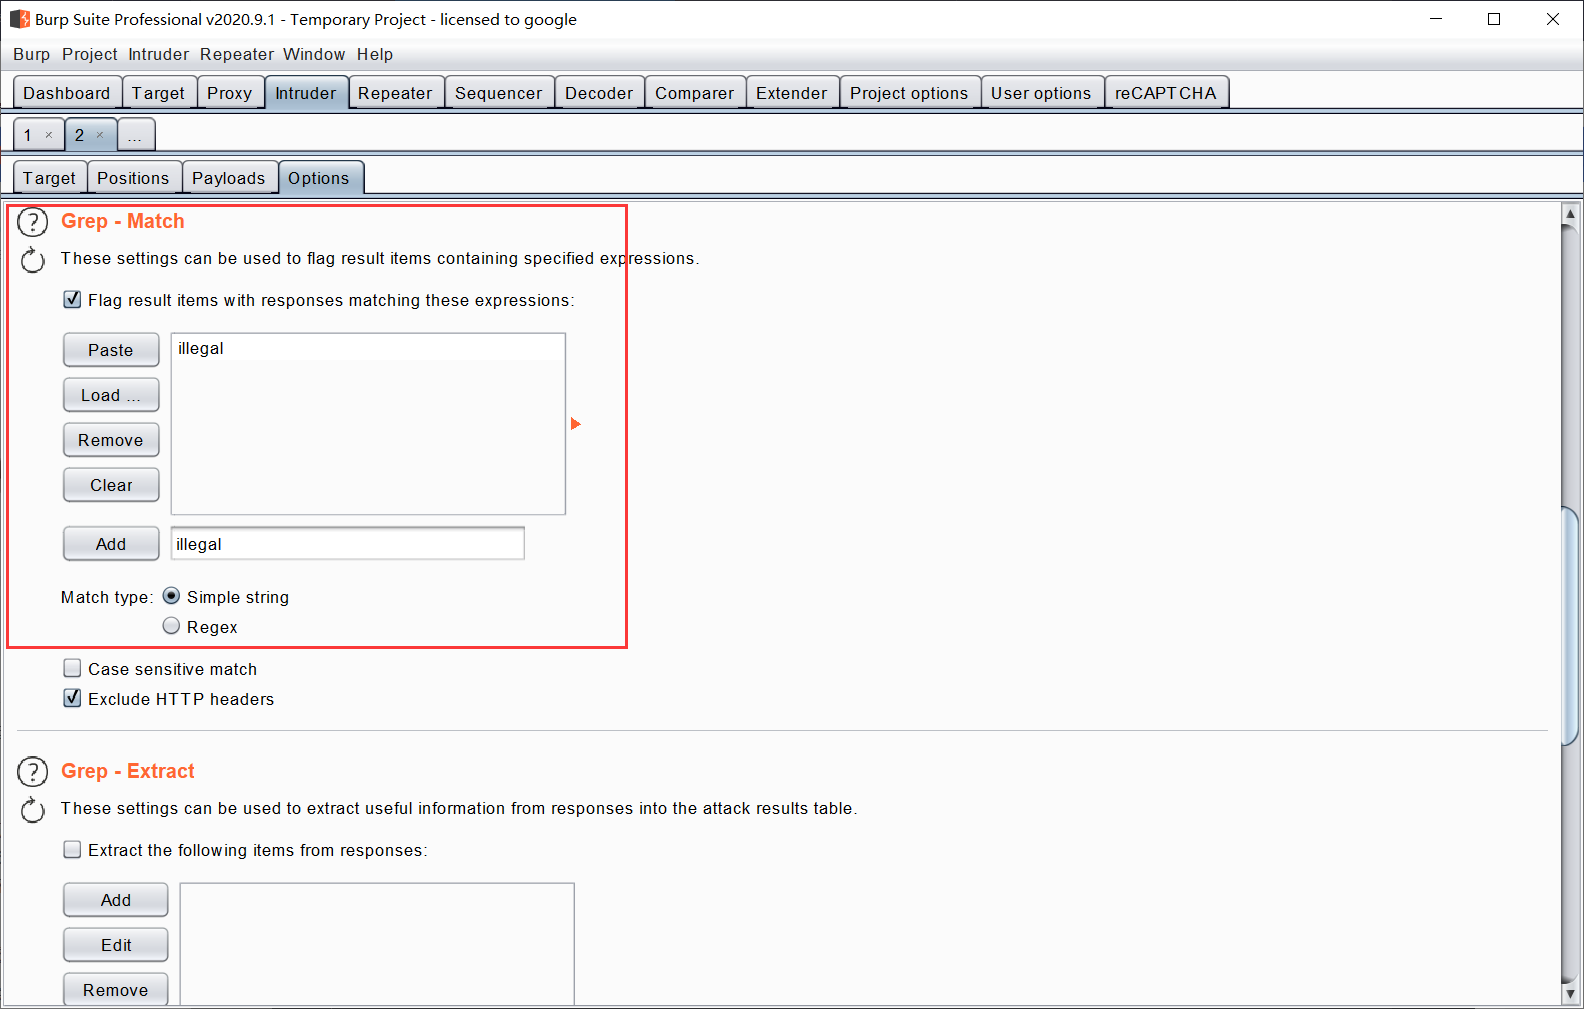 Burp Suite Professional v2020.9.1 - Temporary Project - licensed to google
Burp Project Intruder Repeater Window Help
Dashboard Target Proxy Intruder Repeater Sequencer Decoder Comparer Extender Project options User options reCAPTCHA
1 × 2 × ...
Target Positions Payloads Options
? Grep - Match
These settings can be used to flag result items containing specified expressions.
Flag result items with responses matching these expressions:
Paste illegal
Load ...
Remove
Clear
Add illegal
Match type: Simple string
Regex
Case sensitive match
Exclude HTTP headers
? Grep - Extract
These settings can be used to extract useful information from responses into the attack results table.
Extract the following items from responses:
Add
Edit
Remove